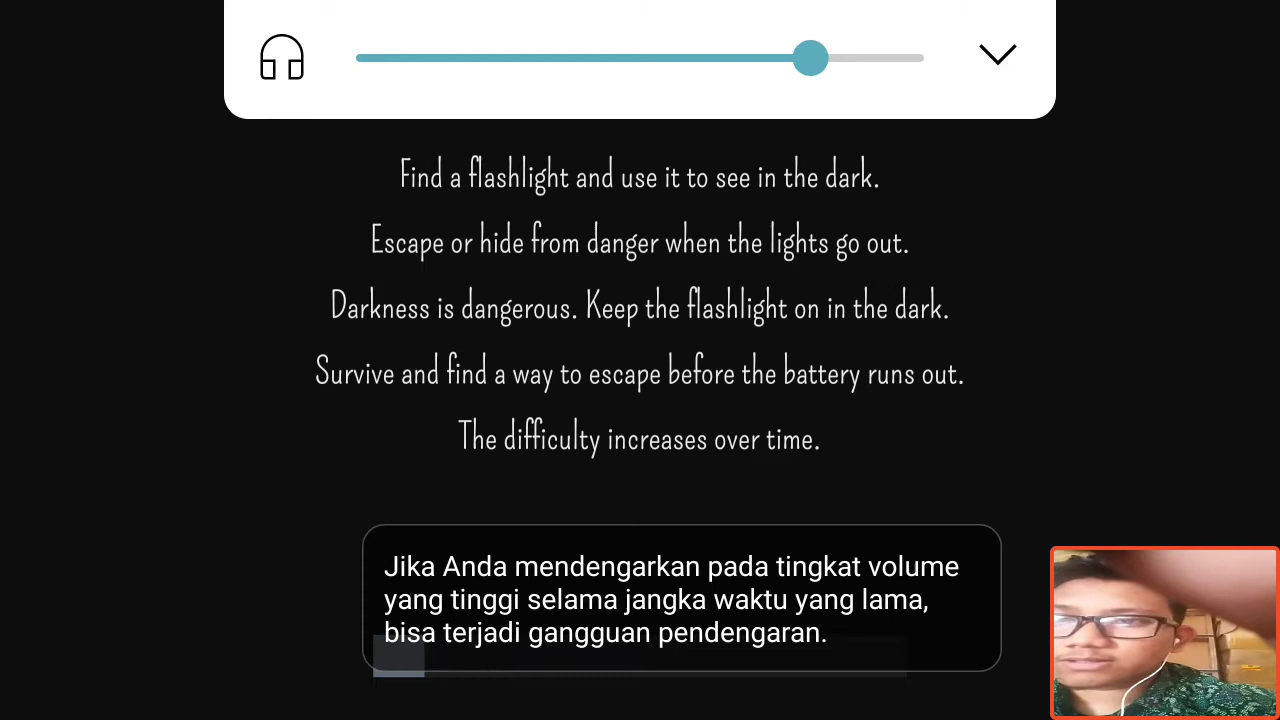 Find a flashlight and use it to see in the dark.
Escape or hide from danger when the lights go out.
Darkness is dangerous. Keep the flashlight on in the dark.
Survive and find a way to escape before the battery runs out.
The difficulty increases over time.
Jika Anda mendengarkan pada tingkat volume
yang tinggi selama jangka waktu yang lama,
bisa terjadi gangguan pendengaran.